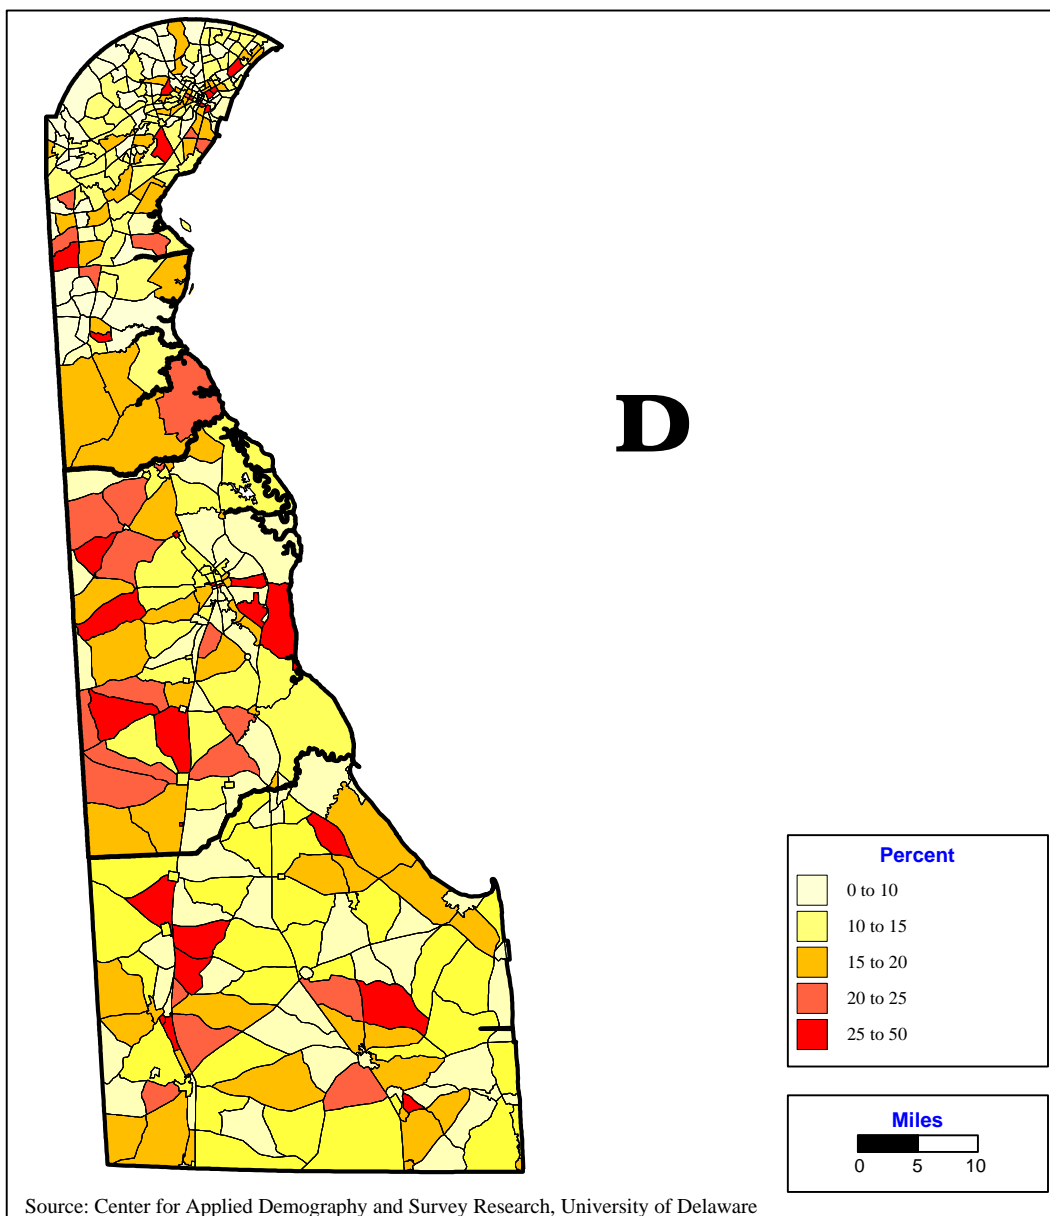 D
Percent
0 to 10
10 to 15
15 to 20
20 to 25
25 to 50
Miles
0 5 10
Source: Center for Applied Demography and Survey Research, University of Delaware